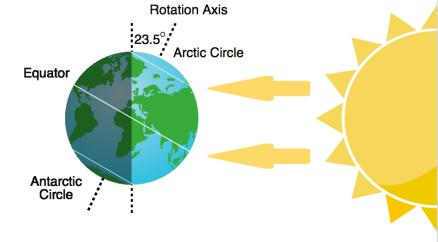 Rotation Axis
23.5°
Arctic Circle
Equator
Antarctic
Circle